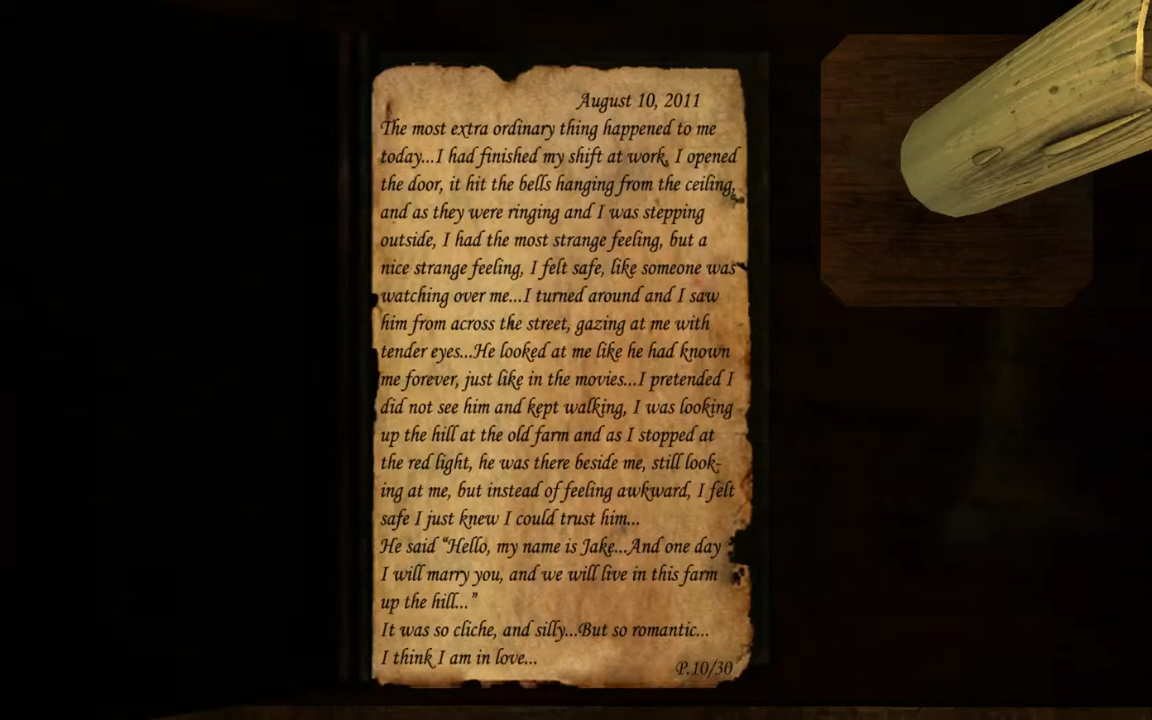 August 10, 2011
The most extra ordinary thing happened to me
today...I had finished my shift at work, I opened
the door, it hit the bells hanging from the ceiling,
and as they were ringing and I was stepping
outside, I had the most strange feeling, but a
nice strange feeling, I felt safe, like someone was
watching over me...I turned around and I saw
him from across the street, gazing at me with
tender eyes...He looked at me like he had known
me forever, just like in the movies...I pretended I
did not see him and kept walking, I was looking
up the hill at the old farm and as I stopped at
the red light, he was there beside me, still look-
ing at me, but instead of feeling awkward, I felt
safe I just knew I could trust him...
He said “Hello, my name is Jake...And one day
I will marry you, and we will live in this farm
up the hill...”
It was so cliche, and silly...But so romantic...
I think I am in love...
P.10/30